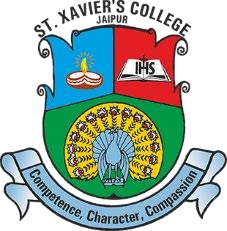 ST. XAVIER'S COLLEGE
JAIPUR
IHS
Competence, Character, Compassion